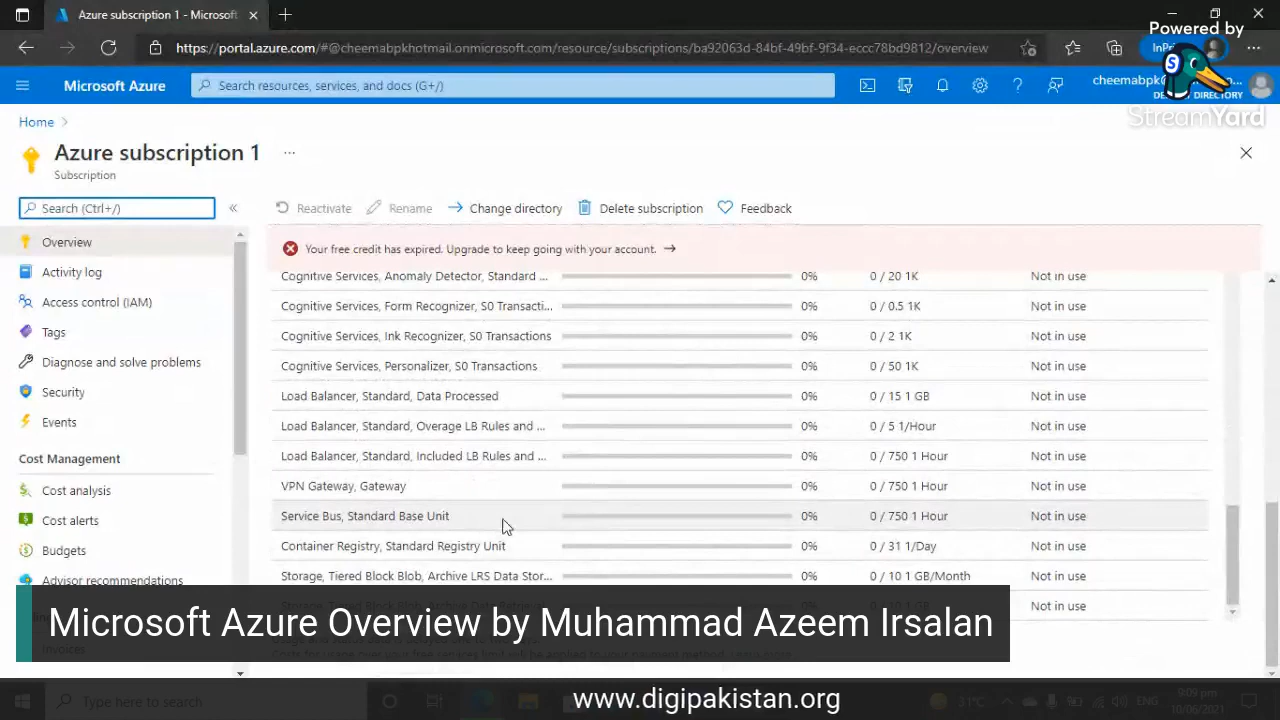 Azure subscription 1 - Microsoft
https://portal.azure.com/#@cheemabpkhotmail.onmicrosoft.com/resource/subscriptions/ba92063d-84bf-49bf-9f34-eccc78bd9812/overview
Powered by
StreamYard
Microsoft Azure
Search resources, services, and docs (G+/)
Home
Azure subscription 1
Subscription
Search (Ctrl+/)
Reactivate Rename Change directory Delete subscription Feedback
Your free credit has expired. Upgrade to keep going with your account.
Overview
Activity log
Access control (IAM)
Tags
Diagnose and solve problems
Security
Events
Cost Management
Cost analysis
Cost alerts
Budgets
Advisor recommendations
Invoices
Cognitive Services, Anomaly Detector, Standard ... 0% 0 / 20 1K Not in use
Cognitive Services, Form Recognizer, S0 Transacti... 0% 0 / 0.5 1K Not in use
Cognitive Services, Ink Recognizer, S0 Transactions 0% 0 / 2 1K Not in use
Cognitive Services, Personalizer, S0 Transactions 0% 0 / 50 1K Not in use
Load Balancer, Standard, Data Processed 0% 0 / 15 1 GB Not in use
Load Balancer, Standard, Overage LB Rules and ... 0% 0 / 5 1/Hour Not in use
Load Balancer, Standard, Included LB Rules and ... 0% 0 / 750 1 Hour Not in use
VPN Gateway, Gateway 0% 0 / 750 1 Hour Not in use
Service Bus, Standard Base Unit 0% 0 / 750 1 Hour Not in use
Container Registry, Standard Registry Unit 0% 0 / 31 1/Day Not in use
Storage, Tiered Block Blob, Archive LRS Data Stor... 0% 0 / 10 1 GB/Month Not in use
Not in use
Microsoft Azure Overview by Muhammad Azeem Irsalan
Type here to search
www.digipakistan.org
31°C
ENG
9:09 pm
10/06/2021